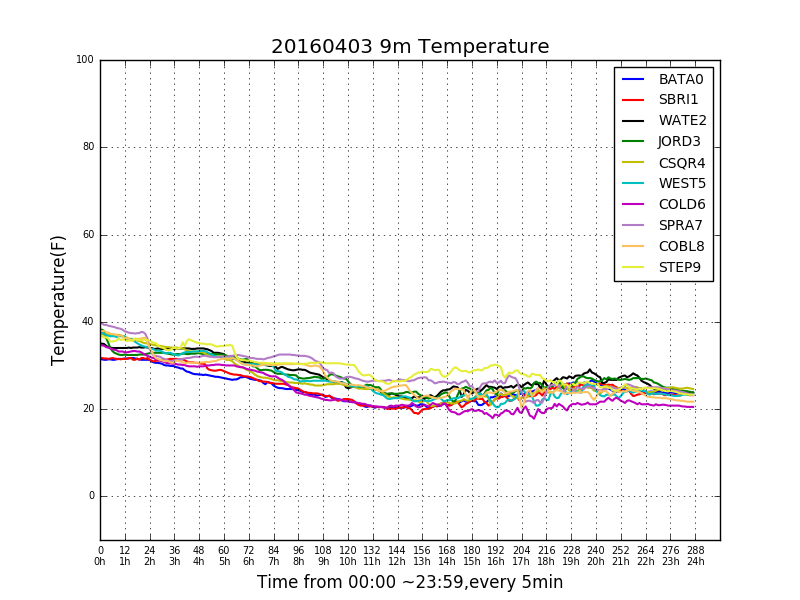 20160403 9m Temperature
100
80
60
40
20
0
Temperature(F)
BATA0
SBRI1
WATE2
JORD3
CSQR4
WEST5
COLD6
SPRA7
COBL8
STEP9
0 12 24 36 48 60 72 84 96 108 120 132 144 156 168 180 192 204 216 228 240 252 264 276 288
0h 1h 2h 3h 4h 5h 6h 7h 8h 9h 10h 11h 12h 13h 14h 15h 16h 17h 18h 19h 20h 21h 22h 23h 24h
Time from 00:00 ~23:59,every 5min